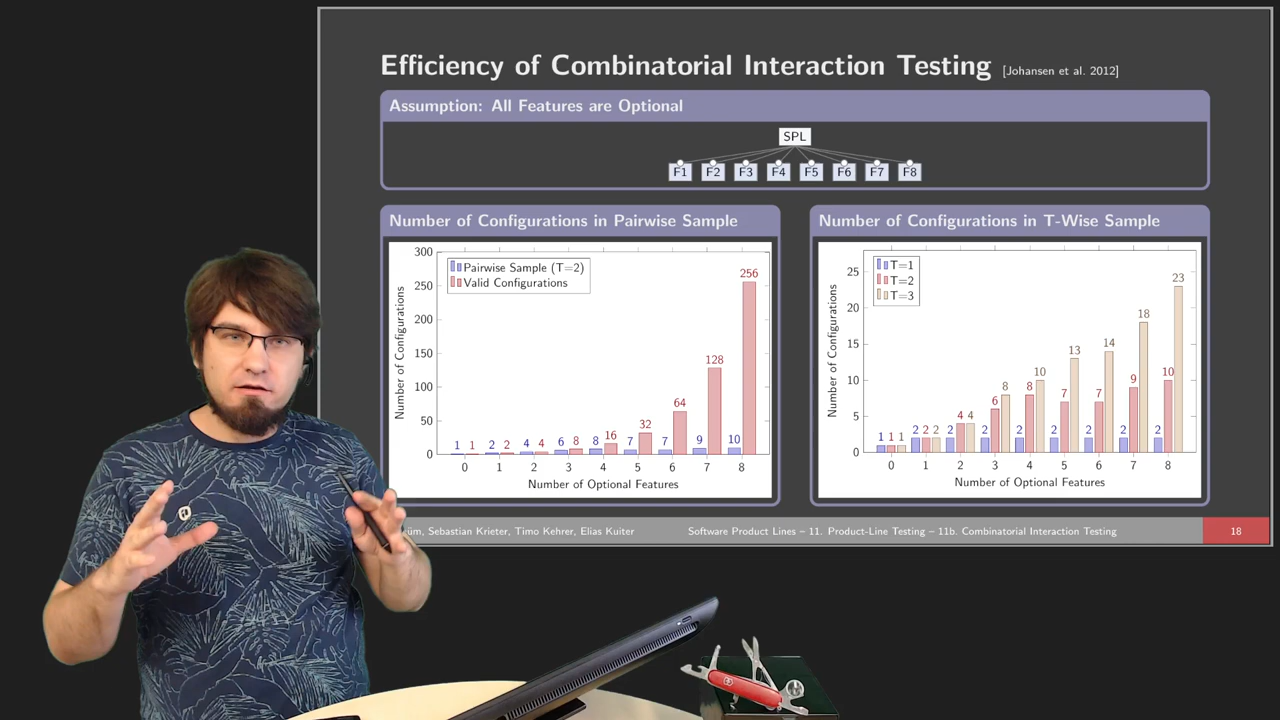 Efficiency of Combinatorial Interaction Testing [Johansen et al. 2012]
Assumption: All Features are Optional
SPL
F1 F2 F3 F4 F5 F6 F7 F8
Number of Configurations in Pairwise Sample
Number of Configurations
300
250
200
150
100
50
0
Pairwise Sample (T=2)
Valid Configurations
1 1 2 2 4 4 6 8 8 16 7 32 7 64 9 128 10 256
0 1 2 3 4 5 6 7 8
Number of Optional Features
Number of Configurations in T-Wise Sample
Number of Configurations
25
20
15
10
5
0
T=1
T=2
T=3
1 1 1 2 2 2 2 4 4 2 6 8 2 8 10 2 7 13 2 7 14 2 9 18 2 10 23
0 1 2 3 4 5 6 7 8
Number of Optional Features
Sebastian Krieter, Timo Kehrer, Elias Kuiter
Software Product Lines – 11. Product-Line Testing – 11b. Combinatorial Interaction Testing
18